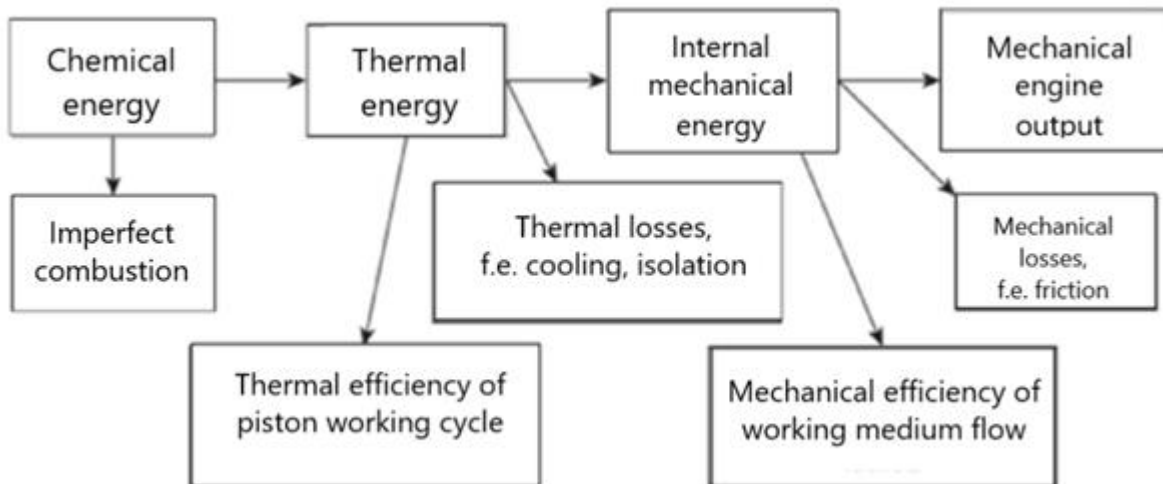 Chemical
energy
Thermal
energy
Internal
mechanical
energy
Mechanical
engine
output
Imperfect
combustion
Thermal losses,
f.e. cooling, isolation
Mechanical
losses,
f.e. friction
Thermal efficiency of
piston working cycle
Mechanical efficiency of
working medium flow